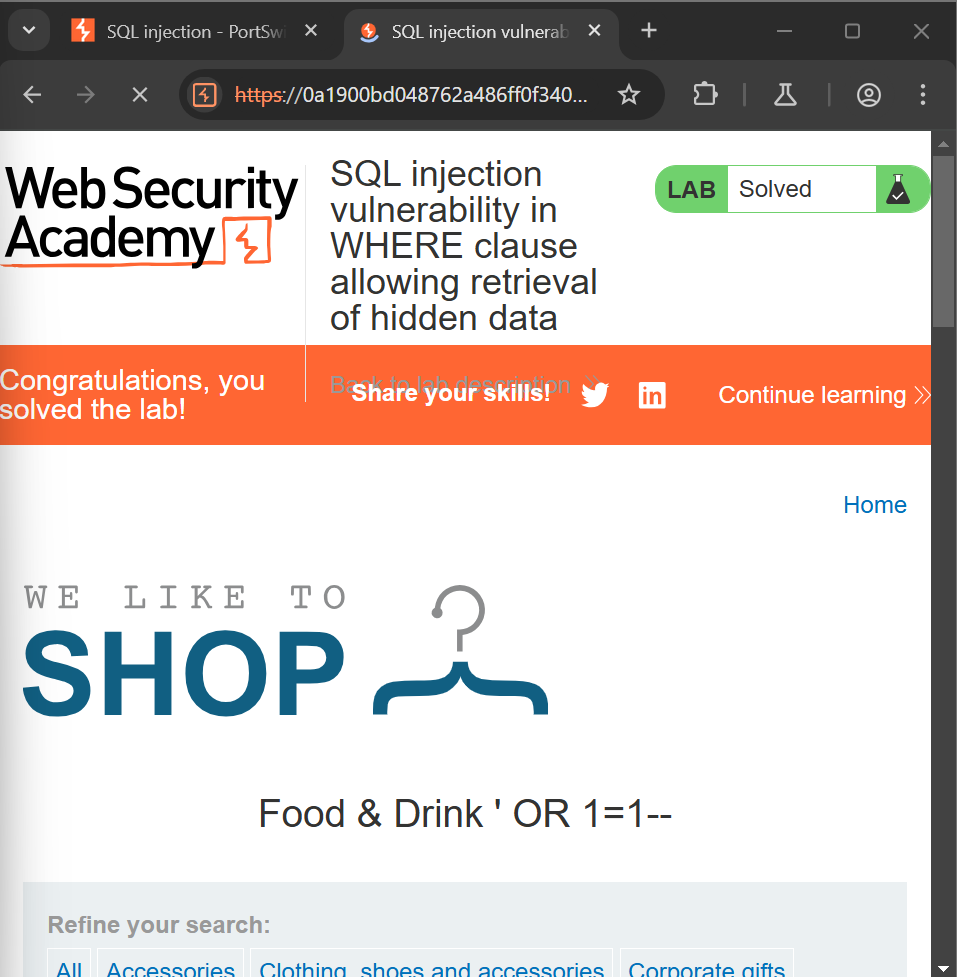 SQL injection - PortSwi
SQL injection vulnerab
https://0a1900bd048762a486ff0f340...
Web Security
Academy
SQL injection
vulnerability in
WHERE clause
allowing retrieval
of hidden data
LAB Solved
Congratulations, you
solved the lab!
Back to lab description
Share your skills!
Continue learning
Home
WE LIKE TO
SHOP
Food & Drink ' OR 1=1--
Refine your search:
All Accessories Clothing, shoes and accessories Corporate gifts